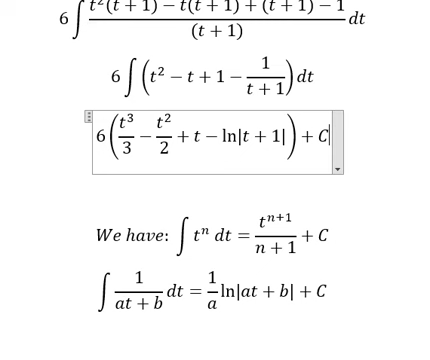 6∫ (t²(t + 1) − t(t + 1) + (t + 1) − 1)/(t + 1) dt
6∫ (t² − t + 1 − 1/(t + 1)) dt
6(t³/3 − t²/2 + t − ln|t + 1|) + C
We have: ∫ tⁿ dt = tⁿ⁺¹/(n + 1) + C
∫ 1/(at + b) dt = 1/a ln|at + b| + C